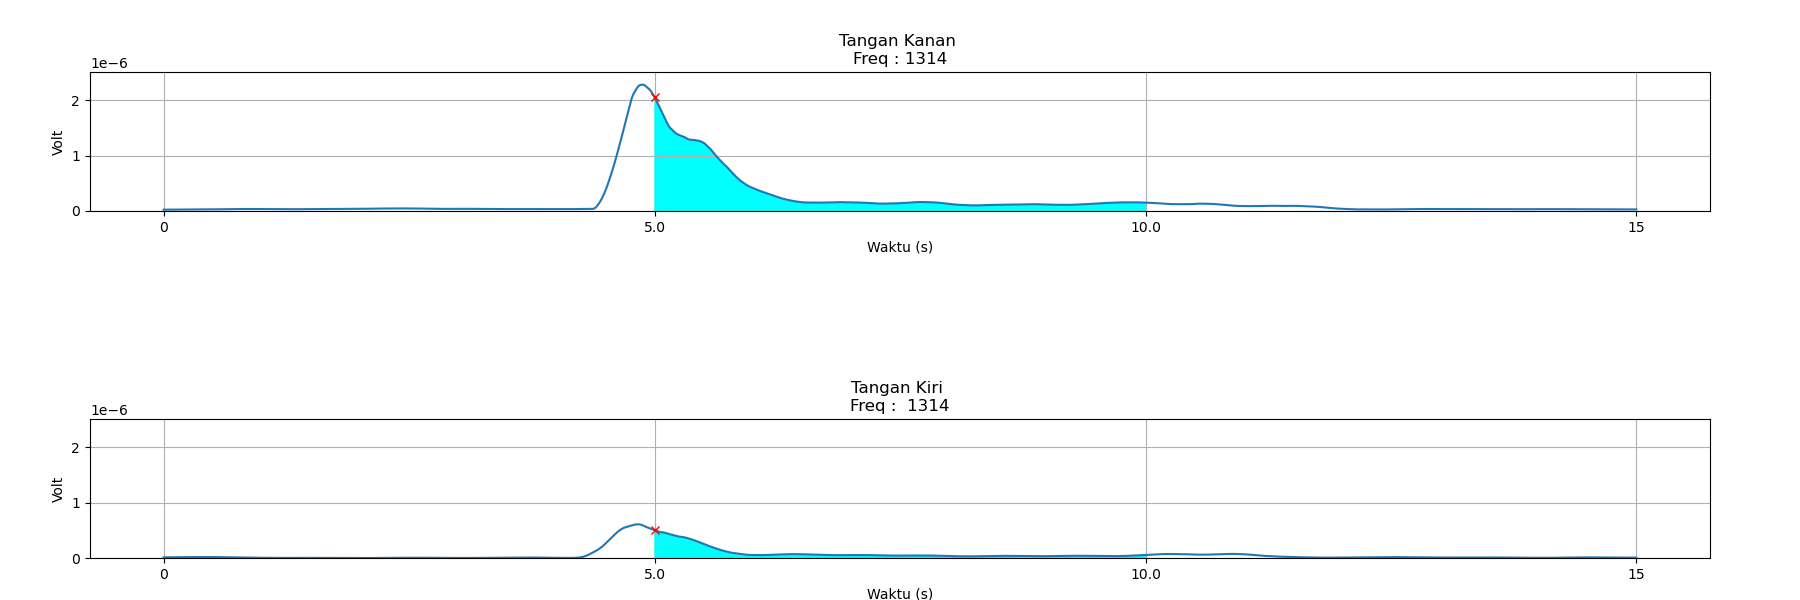 Tangan Kanan
Freq : 1314
1e−6
2
1
0
Volt
0
5.0
10.0
15
Waktu (s)
Tangan Kiri
Freq :  1314
1e−6
2
1
0
Volt
0
5.0
10.0
15
Waktu (s)